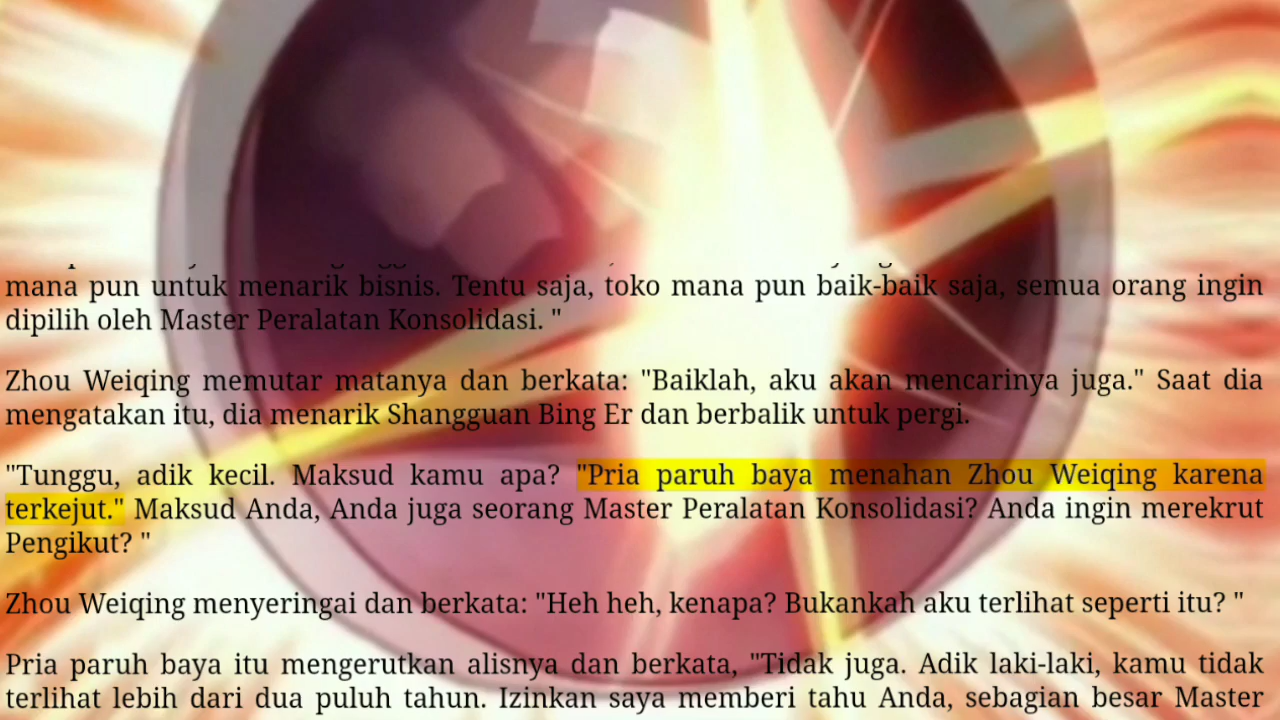 mana pun untuk menarik bisnis. Tentu saja, toko mana pun baik-baik saja, semua orang ingin
dipilih oleh Master Peralatan Konsolidasi. "
Zhou Weiqing memutar matanya dan berkata: "Baiklah, aku akan mencarinya juga." Saat dia
mengatakan itu, dia menarik Shangguan Bing Er dan berbalik untuk pergi.
"Tunggu, adik kecil. Maksud kamu apa? "Pria paruh baya menahan Zhou Weiqing karena
terkejut." Maksud Anda, Anda juga seorang Master Peralatan Konsolidasi? Anda ingin merekrut
Pengikut? "
Zhou Weiqing menyeringai dan berkata: "Heh heh, kenapa? Bukankah aku terlihat seperti itu? "
Pria paruh baya itu mengerutkan alisnya dan berkata, "Tidak juga. Adik laki-laki, kamu tidak
terlihat lebih dari dua puluh tahun. Izinkan saya memberi tahu Anda, sebagian besar Master